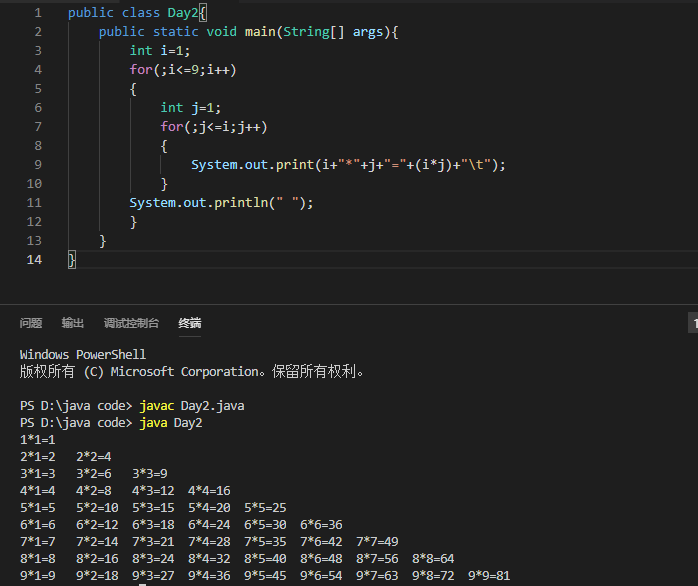 1 public class Day2{
2 public static void main(String[] args){
3 int i=1;
4 for(;i<=9;i++)
5 {
6 int j=1;
7 for(;j<=i;j++)
8 {
9 System.out.print(i+"*"+j+"="+(i*j)+"\t");
10 }
11 System.out.println(" ");
12 }
13 }
14 }
问题 输出 调试控制台 终端 1
Windows PowerShell
版权所有 (C) Microsoft Corporation。保留所有权利。
PS D:\java code> javac Day2.java
PS D:\java code> java Day2
1*1=1
2*1=2 2*2=4
3*1=3 3*2=6 3*3=9
4*1=4 4*2=8 4*3=12 4*4=16
5*1=5 5*2=10 5*3=15 5*4=20 5*5=25
6*1=6 6*2=12 6*3=18 6*4=24 6*5=30 6*6=36
7*1=7 7*2=14 7*3=21 7*4=28 7*5=35 7*6=42 7*7=49
8*1=8 8*2=16 8*3=24 8*4=32 8*5=40 8*6=48 8*7=56 8*8=64
9*1=9 9*2=18 9*3=27 9*4=36 9*5=45 9*6=54 9*7=63 9*8=72 9*9=81